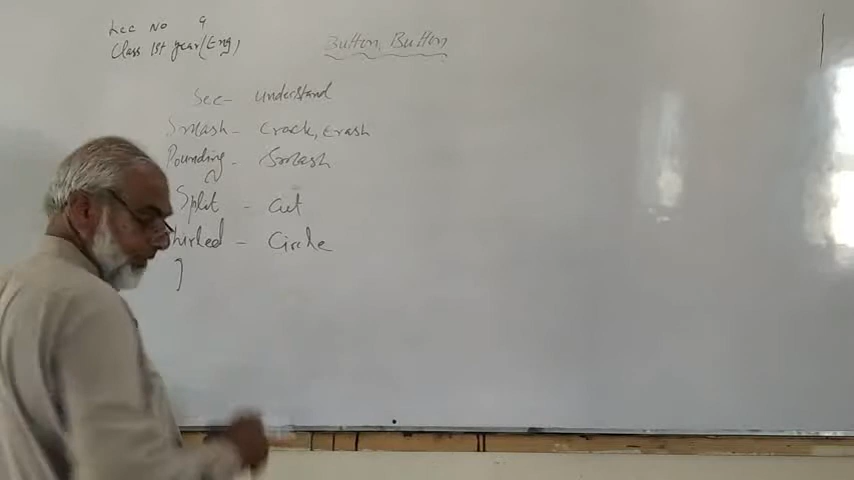 Lec No 9
Class 1st year (Eng)
Button, Button
See - understand
Smash - Crack, Crash
Pounding - Smash
Split - Cut
hirled - Circle